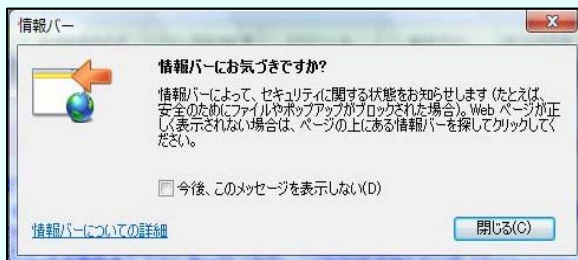 情報バー
情報バーにお気づきですか?
情報バーによって、セキュリティに関する状態をお知らせします (たとえば、
安全のためにファイルやポップアップがブロックされた場合)。Web ページが正
しく表示されない場合は、ページの上にある情報バーを探してクリックしてく
ださい。
今後、このメッセージを表示しない(D)
情報バーについての詳細
閉じる(C)